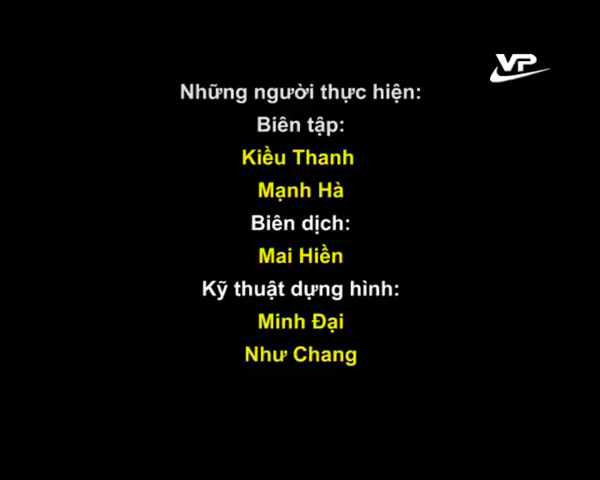 VP
Những người thực hiện:
Biên tập:
Kiều Thanh
Mạnh Hà
Biên dịch:
Mai Hiền
Kỹ thuật dựng hình:
Minh Đại
Như Chang